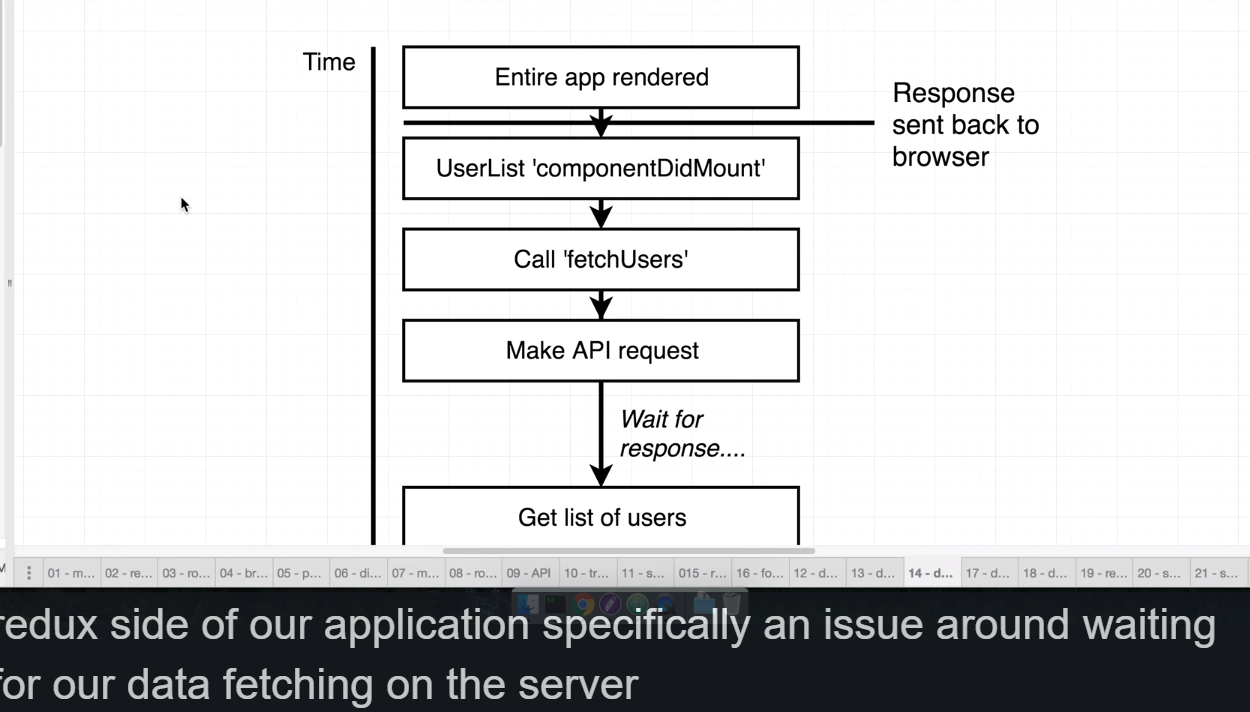 Time
Entire app rendered
Response
sent back to
browser
UserList 'componentDidMount'
Call 'fetchUsers'
Make API request
Wait for
response....
Get list of users
01 - m... 02 - re... 03 - ro... 04 - br... 05 - p... 06 - di... 07 - m... 08 - ro... 09 - API 10 - tr... 11 - s... 015 - r... 16 - fo... 12 - d... 13 - d... 14 - d... 17 - d... 18 - d... 19 - re... 20 - s... 21 - s...
redux side of our application specifically an issue around waiting
for our data fetching on the server